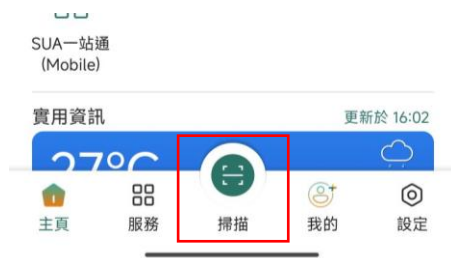 SUA一站通
(Mobile)
實用資訊
更新於 16:02
27°C
主頁
服務
掃描
我的
設定